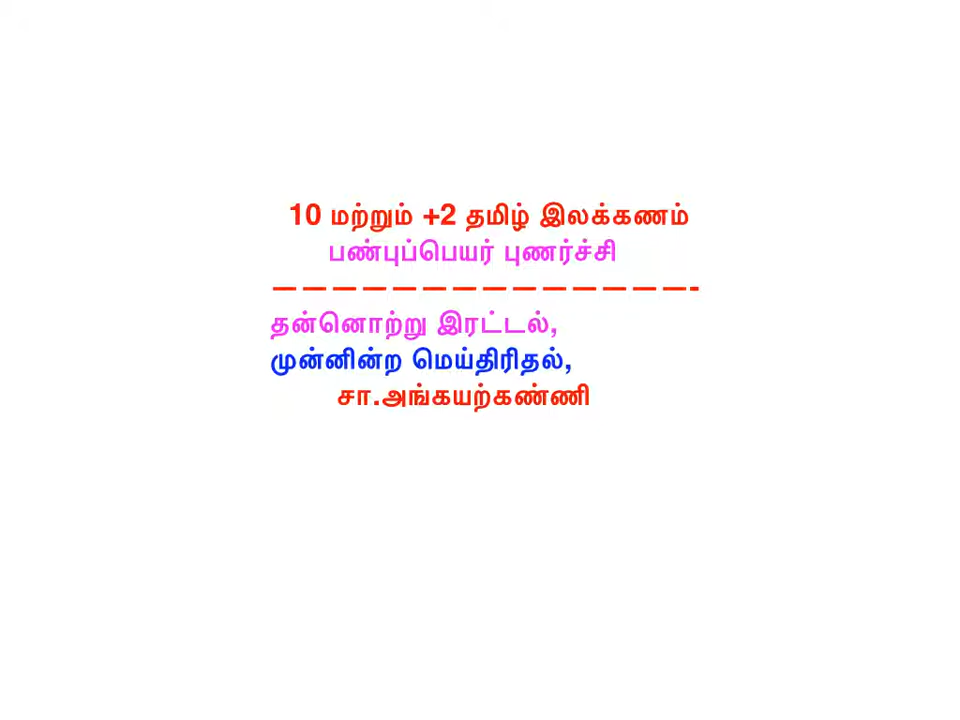 10 மற்றும் +2 தமிழ் இலக்கணம்
பண்புப்பெயர் புணர்ச்சி
——————————————-
தன்னொற்று இரட்டல்,
முன்னின்ற மெய்திரிதல்,
சா.அங்கயற்கண்ணி